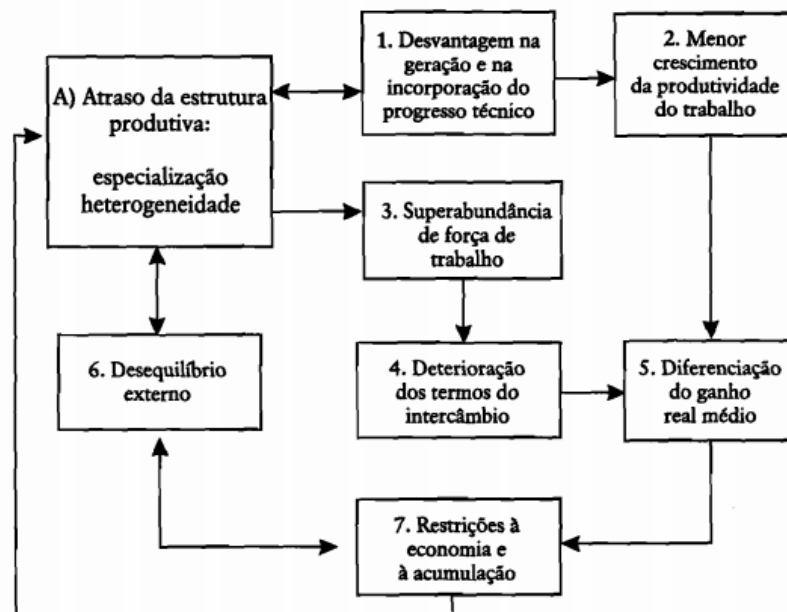 A) Atraso da estrutura
produtiva:
especialização
heterogeneidade
1. Desvantagem na
geração e na
incorporação do
progresso técnico
2. Menor
crescimento
da produtividade
do trabalho
3. Superabundância
de força de
trabalho
6. Desequilíbrio
externo
4. Deterioração
dos termos do
intercâmbio
5. Diferenciação
do ganho
real médio
7. Restrições à
economia e
à acumulação